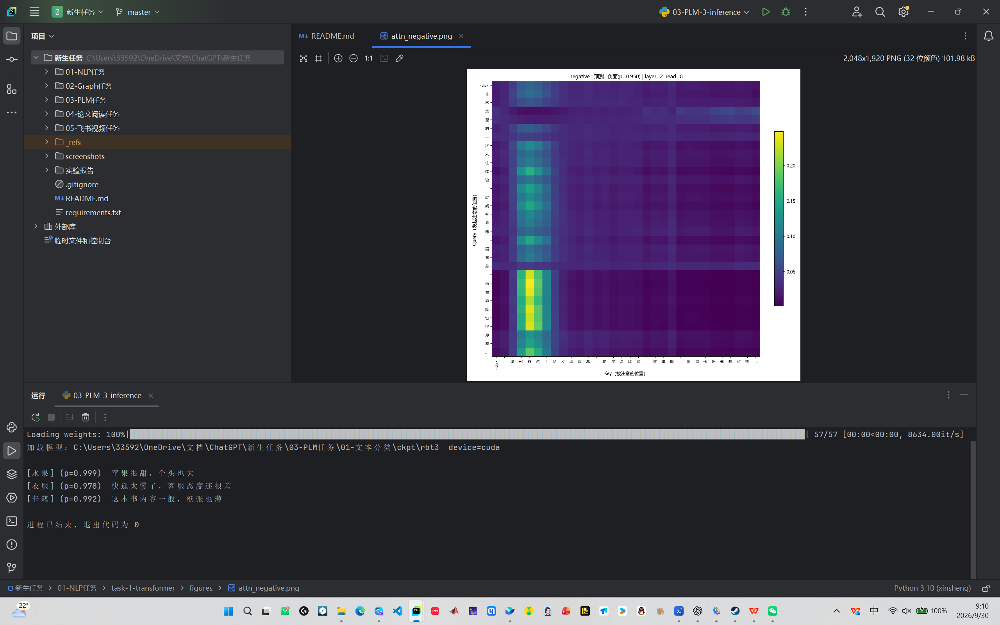 新生任务 master 03-PLM-3-inference
项目
README.md attn_negative.png
新生任务 C:\Users\33592\OneDrive\文档\ChatGPT\新生任务
01-NLP任务
02-Graph任务
03-PLM任务
04-论文阅读任务
05-飞书视频任务
_refs
screenshots
实验报告
.gitignore
M↓ README.md
requirements.txt
外部库
临时文件和控制台
1:1 2,048x1,920 PNG (32 位颜色) 101.98 kB
negative | 预测=负面(p=0.950) | layer=2 head=0
Query（发起注意的位置）
<cls>
非
常
失
望
的
一
次
入
住
体
验
，
房
间
有
异
味
，
隔
音
差
，
前
台
态
度
也
很
冷
漠
。
<cls> 非 常 失 望 的 一 次 入 住 体 验 ， 房 间 有 异 味 ， 隔 音 差 ， 前 台 态 度 也 很 冷 漠 。
Key（被注意的位置）
0.20
0.15
0.10
0.05
运行 03-PLM-3-inference
Loading weights: 100%| | 57/57 [00:00<00:00, 8634.00it/s]
加载模型: C:\Users\33592\OneDrive\文档\ChatGPT\新生任务\03-PLM任务\01-文本分类\ckpt\rbt3 device=cuda
[水果] (p=0.999) 苹果很甜，个头也大
[衣服] (p=0.978) 快递太慢了，客服态度还很差
[书籍] (p=0.992) 这本书内容一般，纸张也薄
进程已结束，退出代码为 0
新生任务 > 01-NLP任务 > task-1-transformer > figures > attn_negative.png Python 3.10 (xinsheng)
22° 中 100% 9:10
2026/9/30